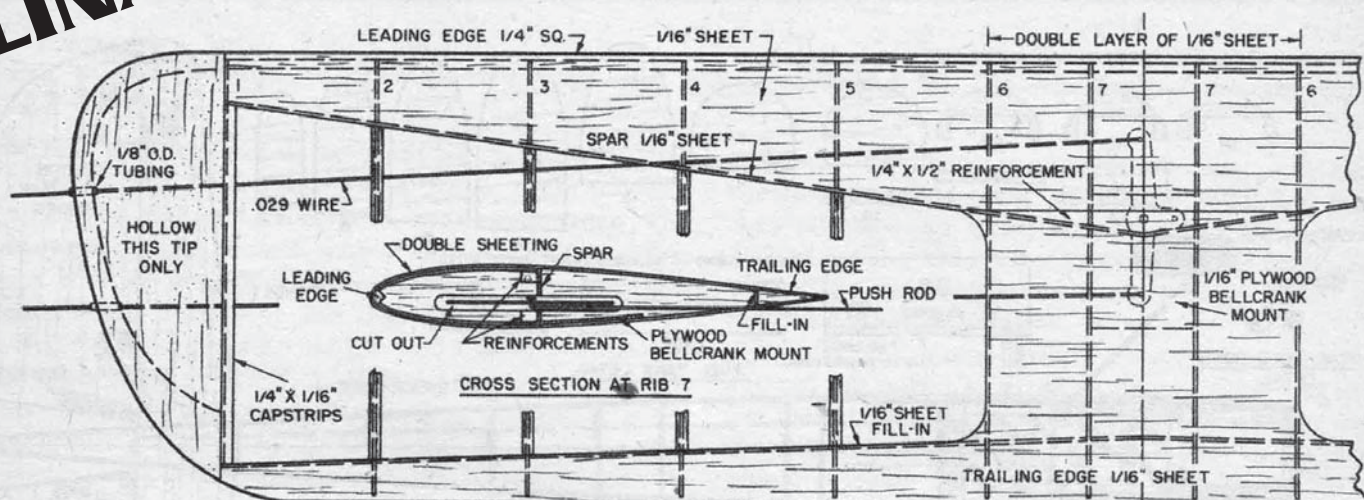 LEADING EDGE 1/4" SQ.
1/16" SHEET
DOUBLE LAYER OF 1/16" SHEET
1
2
3
4
5
6
7
7
6
1/8" O.D.
TUBING
.029 WIRE
SPAR 1/16" SHEET
1/4" X 1/2" REINFORCEMENT
HOLLOW
THIS TIP
ONLY
DOUBLE SHEETING
SPAR
LEADING
EDGE
TRAILING EDGE
PUSH ROD
1/16" PLYWOOD
BELLCRANK
MOUNT
CUT OUT
REINFORCEMENTS
FILL-IN
PLYWOOD
BELLCRANK MOUNT
CROSS SECTION AT RIB 7
1/4" X 1/16"
CAPSTRIPS
1/16" SHEET
FILL-IN
TRAILING EDGE 1/16" SHEET